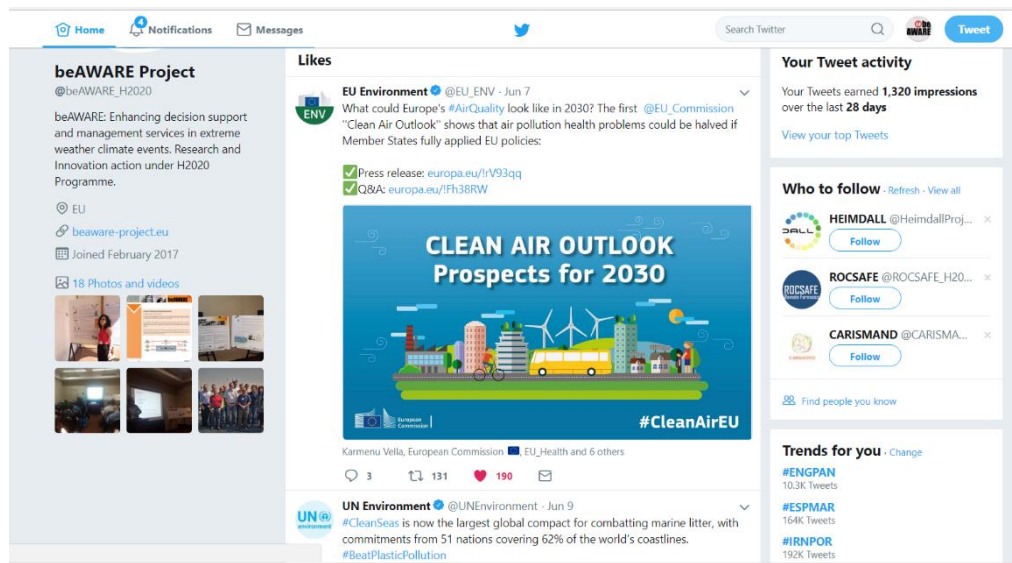 Home
4
Notifications
Messages
Search Twitter
be
AWARE
Tweet
beAWARE Project
@beAWARE_H2020
beAWARE: Enhancing decision support
and management services in extreme
weather climate events. Research and
Innovation action under H2020
Programme.
EU
beaware-project.eu
Joined February 2017
18 Photos and videos
Likes
ENV
EU Environment @EU_ENV · Jun 7
What could Europe's #AirQuality look like in 2030? The first @EU_Commission
"Clean Air Outlook" shows that air pollution health problems could be halved if
Member States fully applied EU policies:
Press release: europa.eu/!rV93qq
Q&A: europa.eu/!Fh38RW
CLEAN AIR OUTLOOK
Prospects for 2030
European
Commission
#CleanAirEU
Karmenu Vella, European Commission, EU_Health and 6 others
3
131
190
UN
environment
UN Environment @UNEnvironment · Jun 9
#CleanSeas is now the largest global compact for combatting marine litter, with
commitments from 51 nations covering 62% of the world's coastlines.
#BeatPlasticPollution
Your Tweet activity
Your Tweets earned 1,320 impressions
over the last 28 days
View your top Tweets
Who to follow · Refresh · View all
HEIMDALL @HeimdallProj...
Follow
ROCSAFE
ROCSAFE @ROCSAFE_H20...
Follow
CARISMAND @CARISMA...
Follow
Find people you know
Trends for you · Change
#ENGPAN
10.3K Tweets
#ESPMAR
164K Tweets
#IRNPOR
192K Tweets